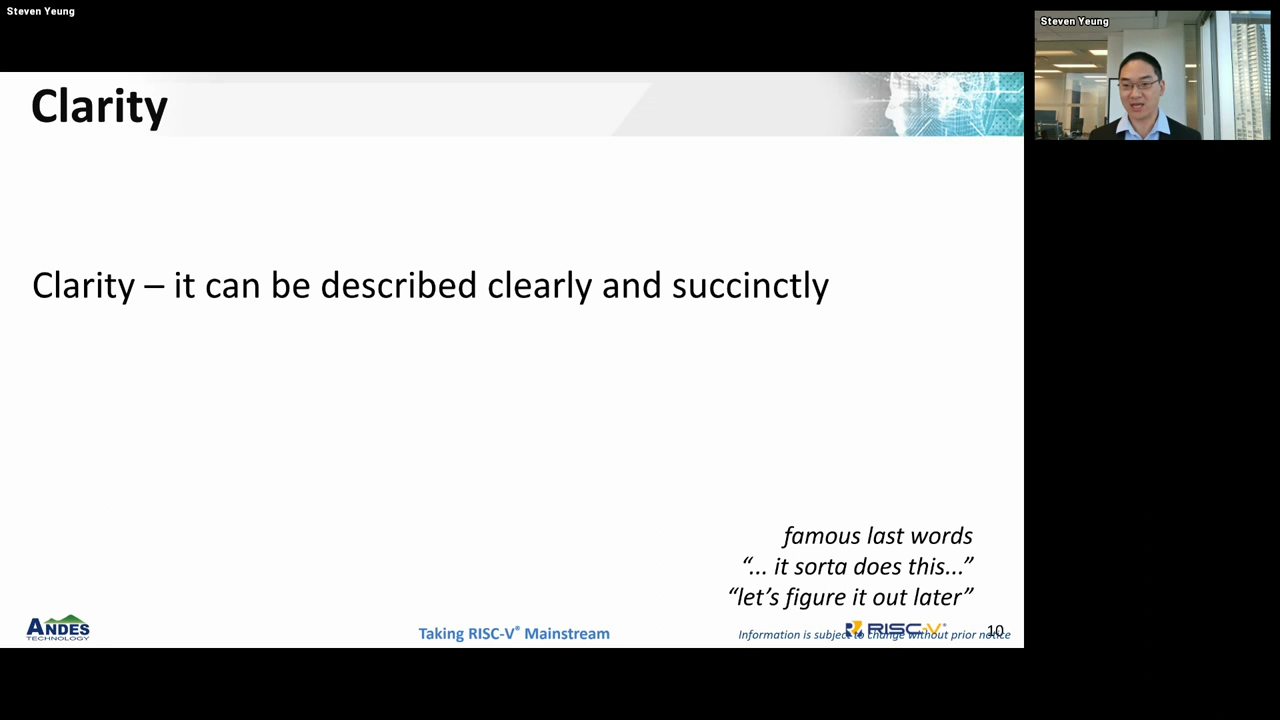 Steven Yeung
Steven Yeung
Clarity
Clarity – it can be described clearly and succinctly
famous last words
“... it sorta does this...”
“let’s figure it out later”
ANDES
TECHNOLOGY
Taking RISC-V® Mainstream
RISC-V®
Information is subject to change without prior notice
10